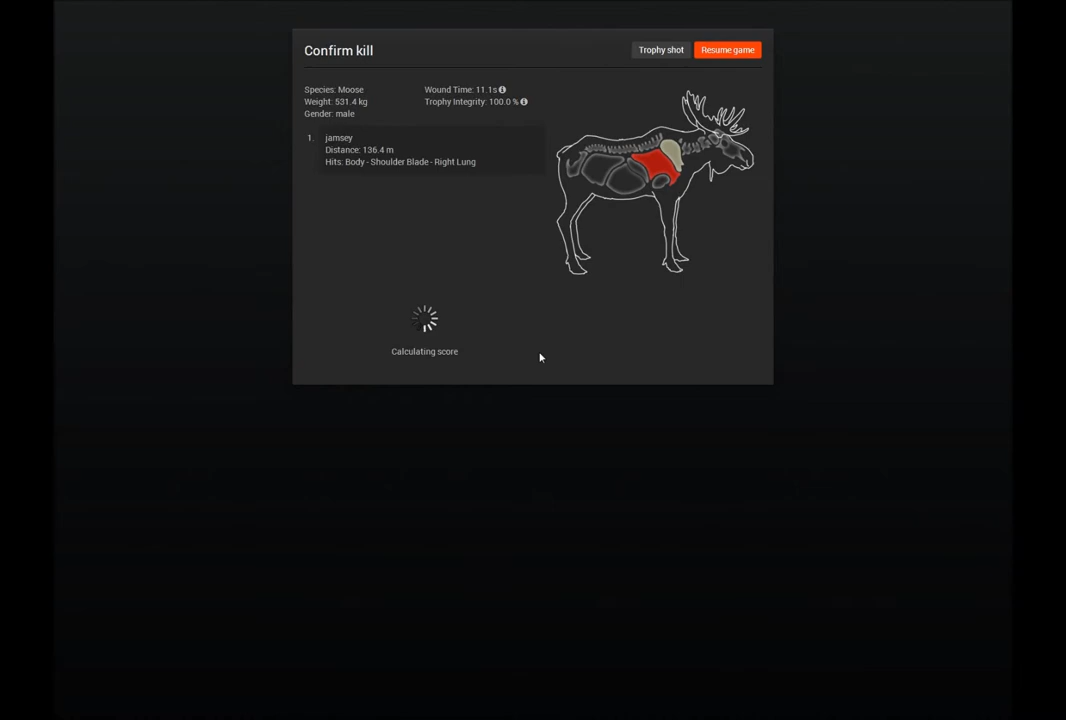 Confirm kill
Trophy shot
Resume game
Species: Moose
Weight: 531.4 kg
Gender: male
Wound Time: 11.1s
Trophy Integrity: 100.0 %
1. jamsey
Distance: 136.4 m
Hits: Body - Shoulder Blade - Right Lung
Calculating score